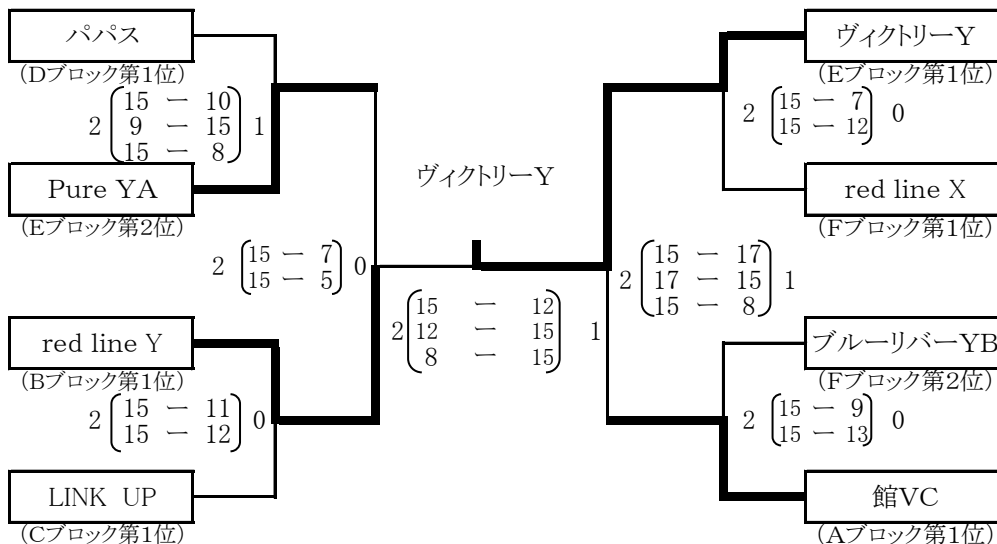 パパス
(Dブロック第1位)
2 15 ー 10 1
9 ー 15
15 ー 8
Pure YA
(Eブロック第2位)
2 15 ー 7 0
15 ー 5
red line Y
(Bブロック第1位)
2 15 ー 11 0
15 ー 12
LINK UP
(Cブロック第1位)
ヴィクトリーY
2 15 ー 12 1
12 ー 15
8 ー 15
ヴィクトリーY
(Eブロック第1位)
2 15 ー 7 0
15 ー 12
red line X
(Fブロック第1位)
2 15 ー 17 1
17 ー 15
15 ー 8
ブルーリバーYB
(Fブロック第2位)
2 15 ー 9 0
15 ー 13
館VC
(Aブロック第1位)